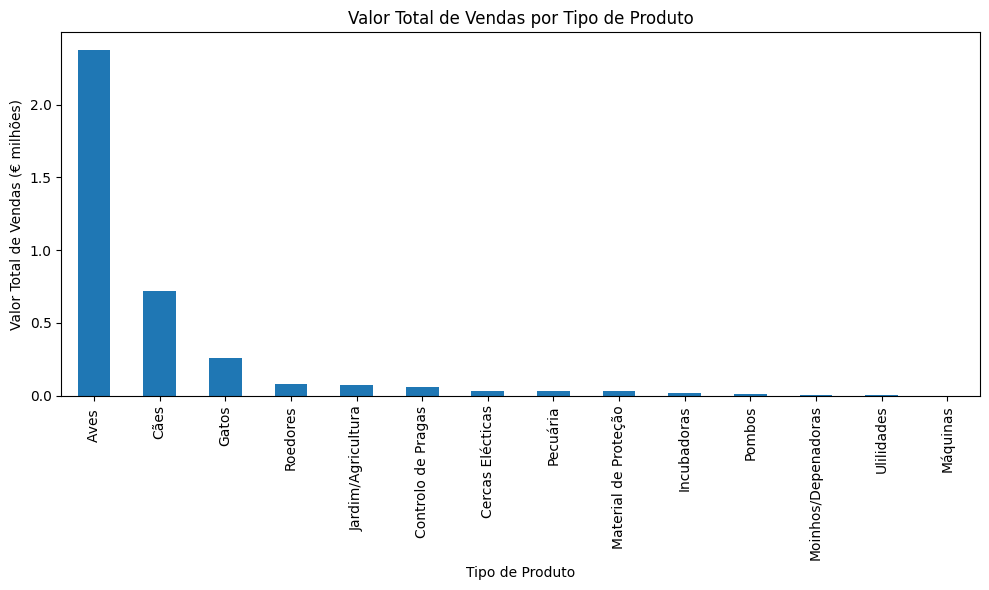 Valor Total de Vendas por Tipo de Produto
Valor Total de Vendas (€ milhões)
2.0
1.5
1.0
0.5
0.0
Aves
Cães
Gatos
Roedores
Jardim/Agricultura
Controlo de Pragas
Cercas Elécticas
Pecuária
Material de Proteção
Incubadoras
Pombos
Moinhos/Depenadoras
Ulilidades
Máquinas
Tipo de Produto